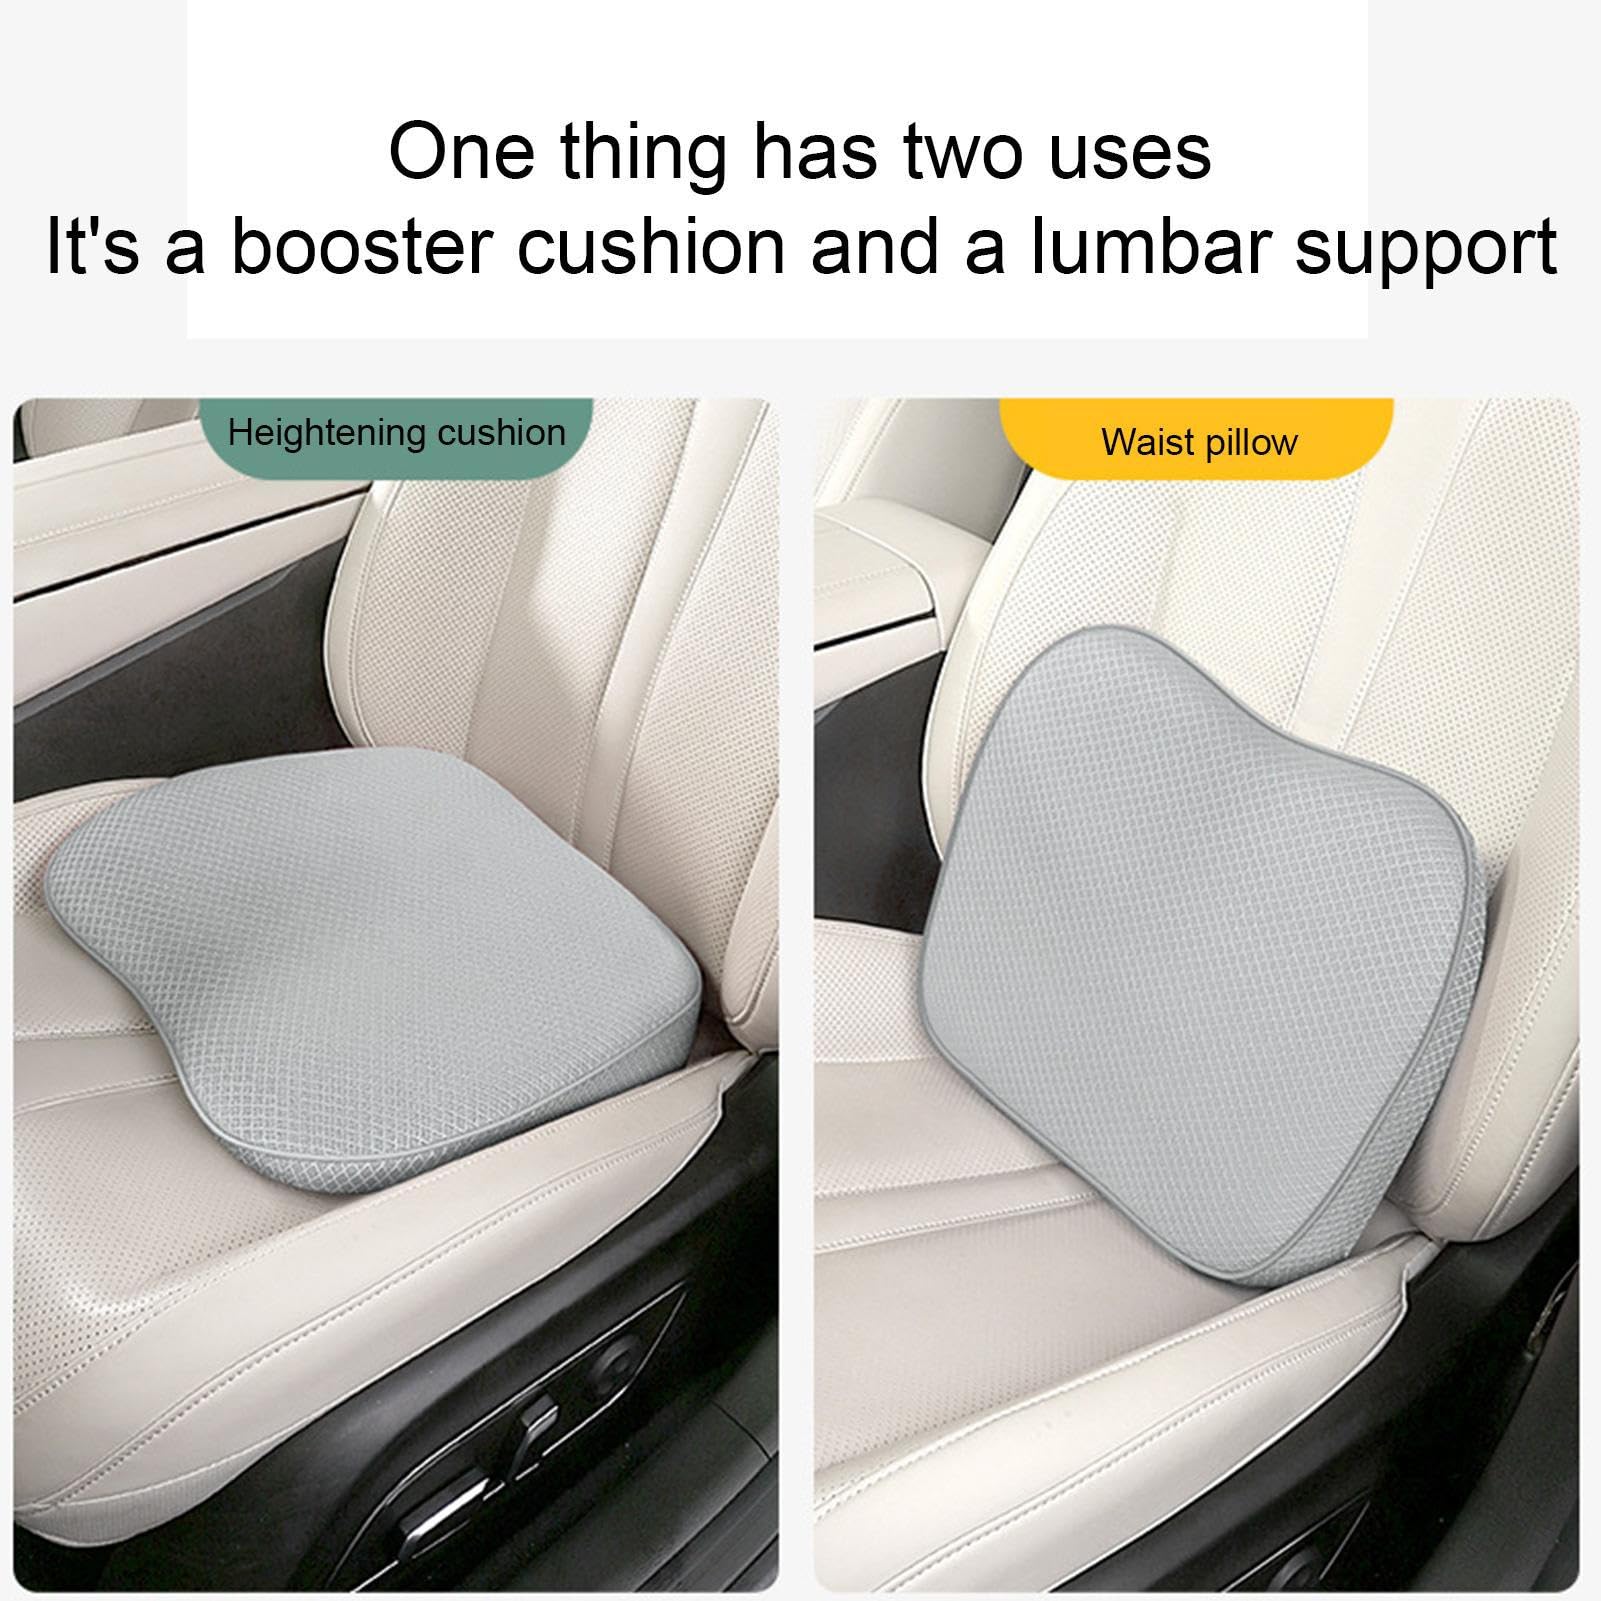 One thing has two uses
It's a booster cushion and a lumbar support
Heightening cushion
Waist pillow